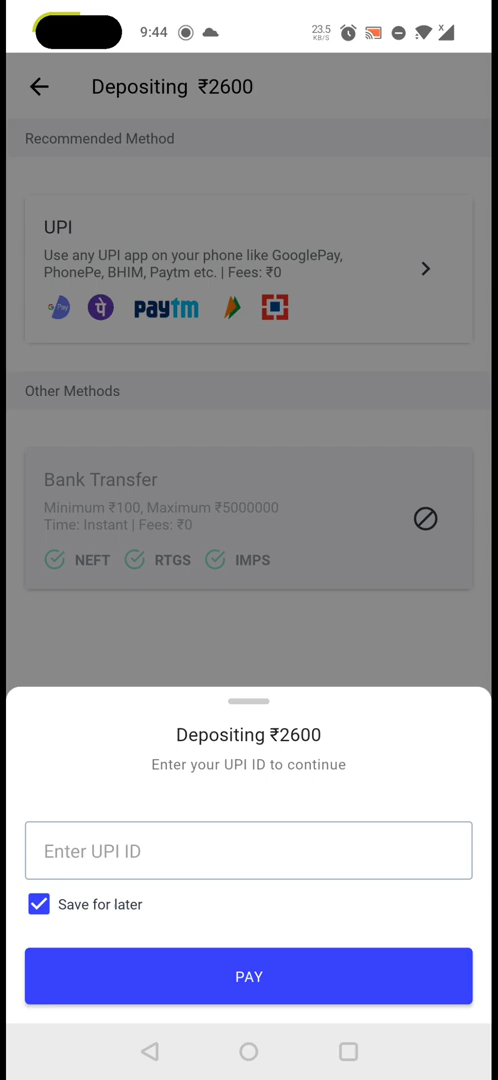 9:44
23.5
KB/S
X
Depositing ₹2600
Recommended Method
UPI
Use any UPI app on your phone like GooglePay,
PhonePe, BHIM, Paytm etc. | Fees: ₹0
G Pay पे paytm
Other Methods
Bank Transfer
Minimum ₹100, Maximum ₹5000000
Time: Instant | Fees: ₹0
NEFT RTGS IMPS
Depositing ₹2600
Enter your UPI ID to continue
Enter UPI ID
Save for later
PAY